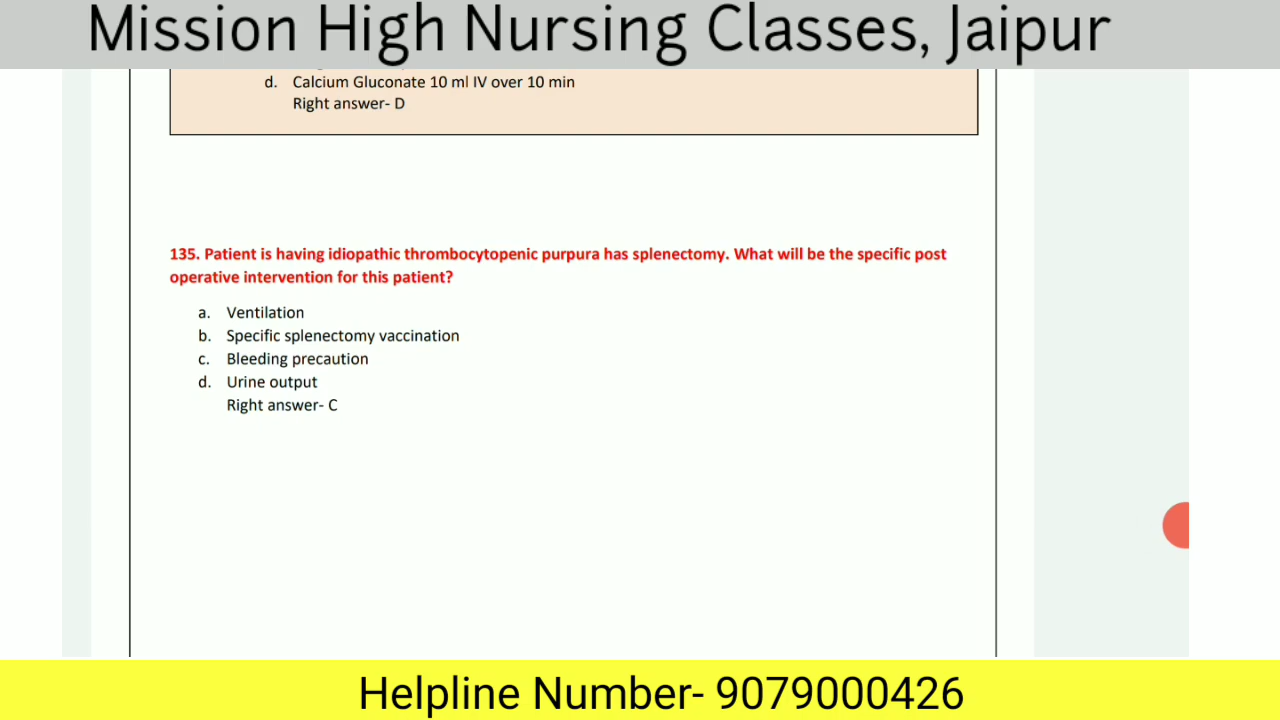 Mission High Nursing Classes, Jaipur
d. Calcium Gluconate 10 ml IV over 10 min
Right answer- D
135. Patient is having idiopathic thrombocytopenic purpura has splenectomy. What will be the specific post
operative intervention for this patient?
a. Ventilation
b. Specific splenectomy vaccination
c. Bleeding precaution
d. Urine output
Right answer- C
Helpline Number- 9079000426